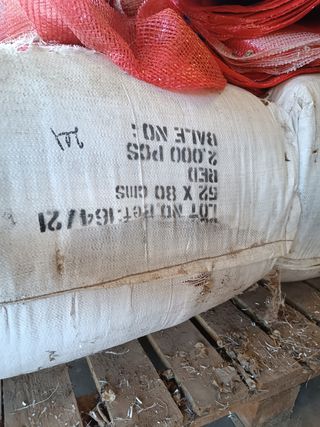 LOT NO Ref:164/21
52 X 80 cms
RED
2,000 PCS
BALE NO :